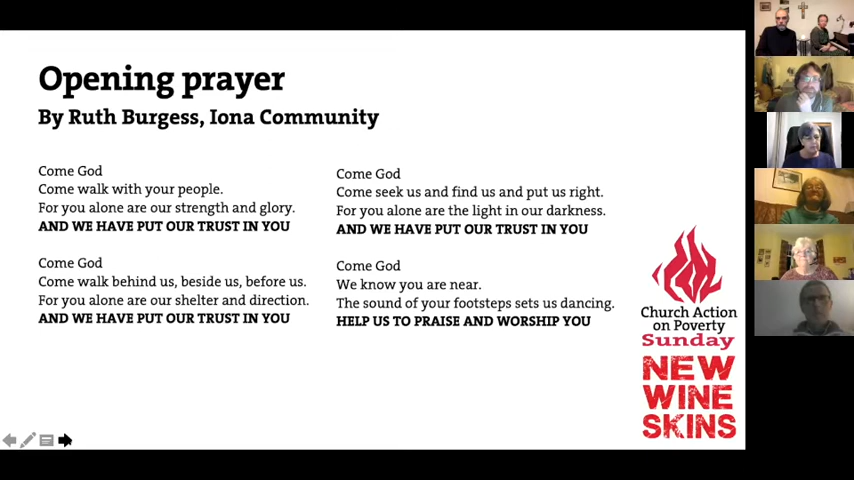 Opening prayer
By Ruth Burgess, Iona Community
Come God
Come walk with your people.
For you alone are our strength and glory.
AND WE HAVE PUT OUR TRUST IN YOU
Come God
Come walk behind us, beside us, before us.
For you alone are our shelter and direction.
AND WE HAVE PUT OUR TRUST IN YOU
Come God
Come seek us and find us and put us right.
For you alone are the light in our darkness.
AND WE HAVE PUT OUR TRUST IN YOU
Come God
We know you are near.
The sound of your footsteps sets us dancing.
HELP US TO PRAISE AND WORSHIP YOU
Church Action
on Poverty
Sunday
NEW
WINE
SKINS